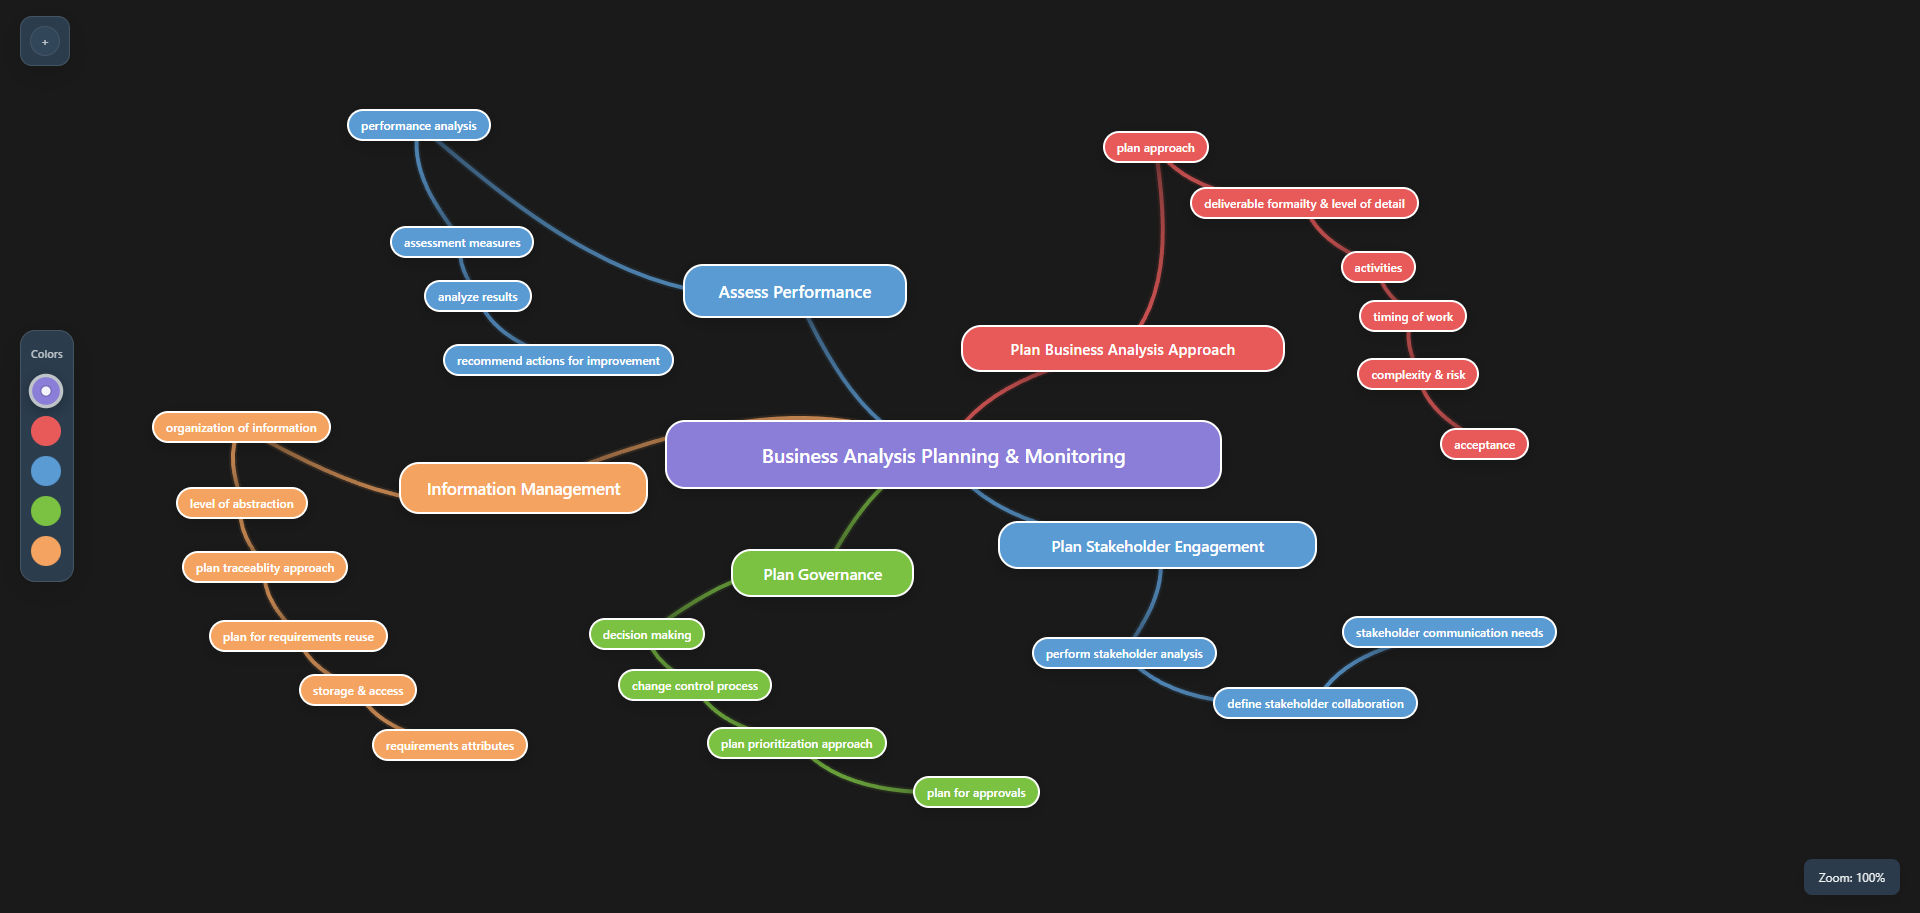 +
performance analysis
assessment measures
analyze results
recommend actions for improvement
Assess Performance
plan approach
deliverable formailty & level of detail
activities
timing of work
complexity & risk
acceptance
Plan Business Analysis Approach
Colors
Business Analysis Planning & Monitoring
organization of information
Information Management
level of abstraction
plan traceablity approach
plan for requirements reuse
storage & access
requirements attributes
Plan Governance
decision making
change control process
plan prioritization approach
plan for approvals
Plan Stakeholder Engagement
perform stakeholder analysis
define stakeholder collaboration
stakeholder communication needs
Zoom: 100%